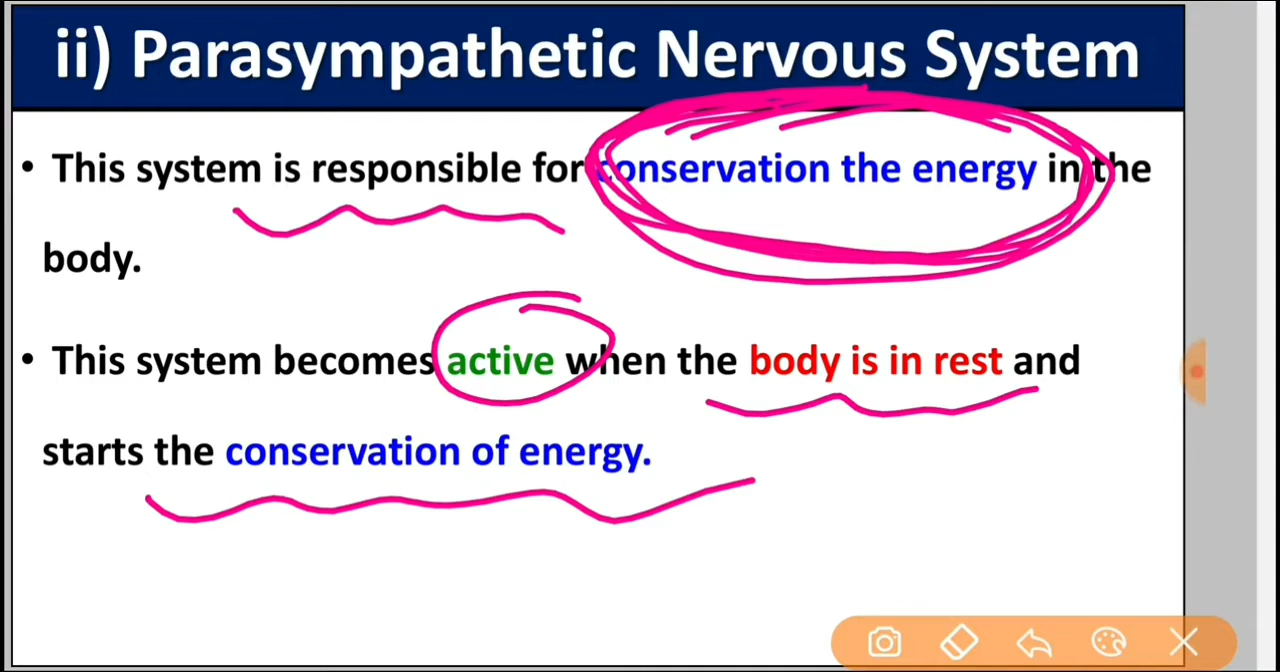 ii) Parasympathetic Nervous System
• This system is responsible for conservation the energy in the
body.
• This system becomes active when the body is in rest and
starts the conservation of energy.